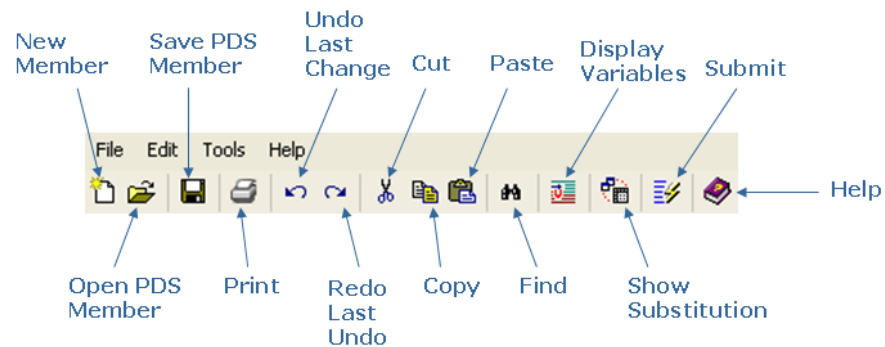 New
Member
Save PDS
Member
Undo
Last
Change
Cut
Paste
Display
Variables
Submit
File Edit Tools Help
Help
Open PDS
Member
Print
Redo
Last
Undo
Copy
Find
Show
Substitution